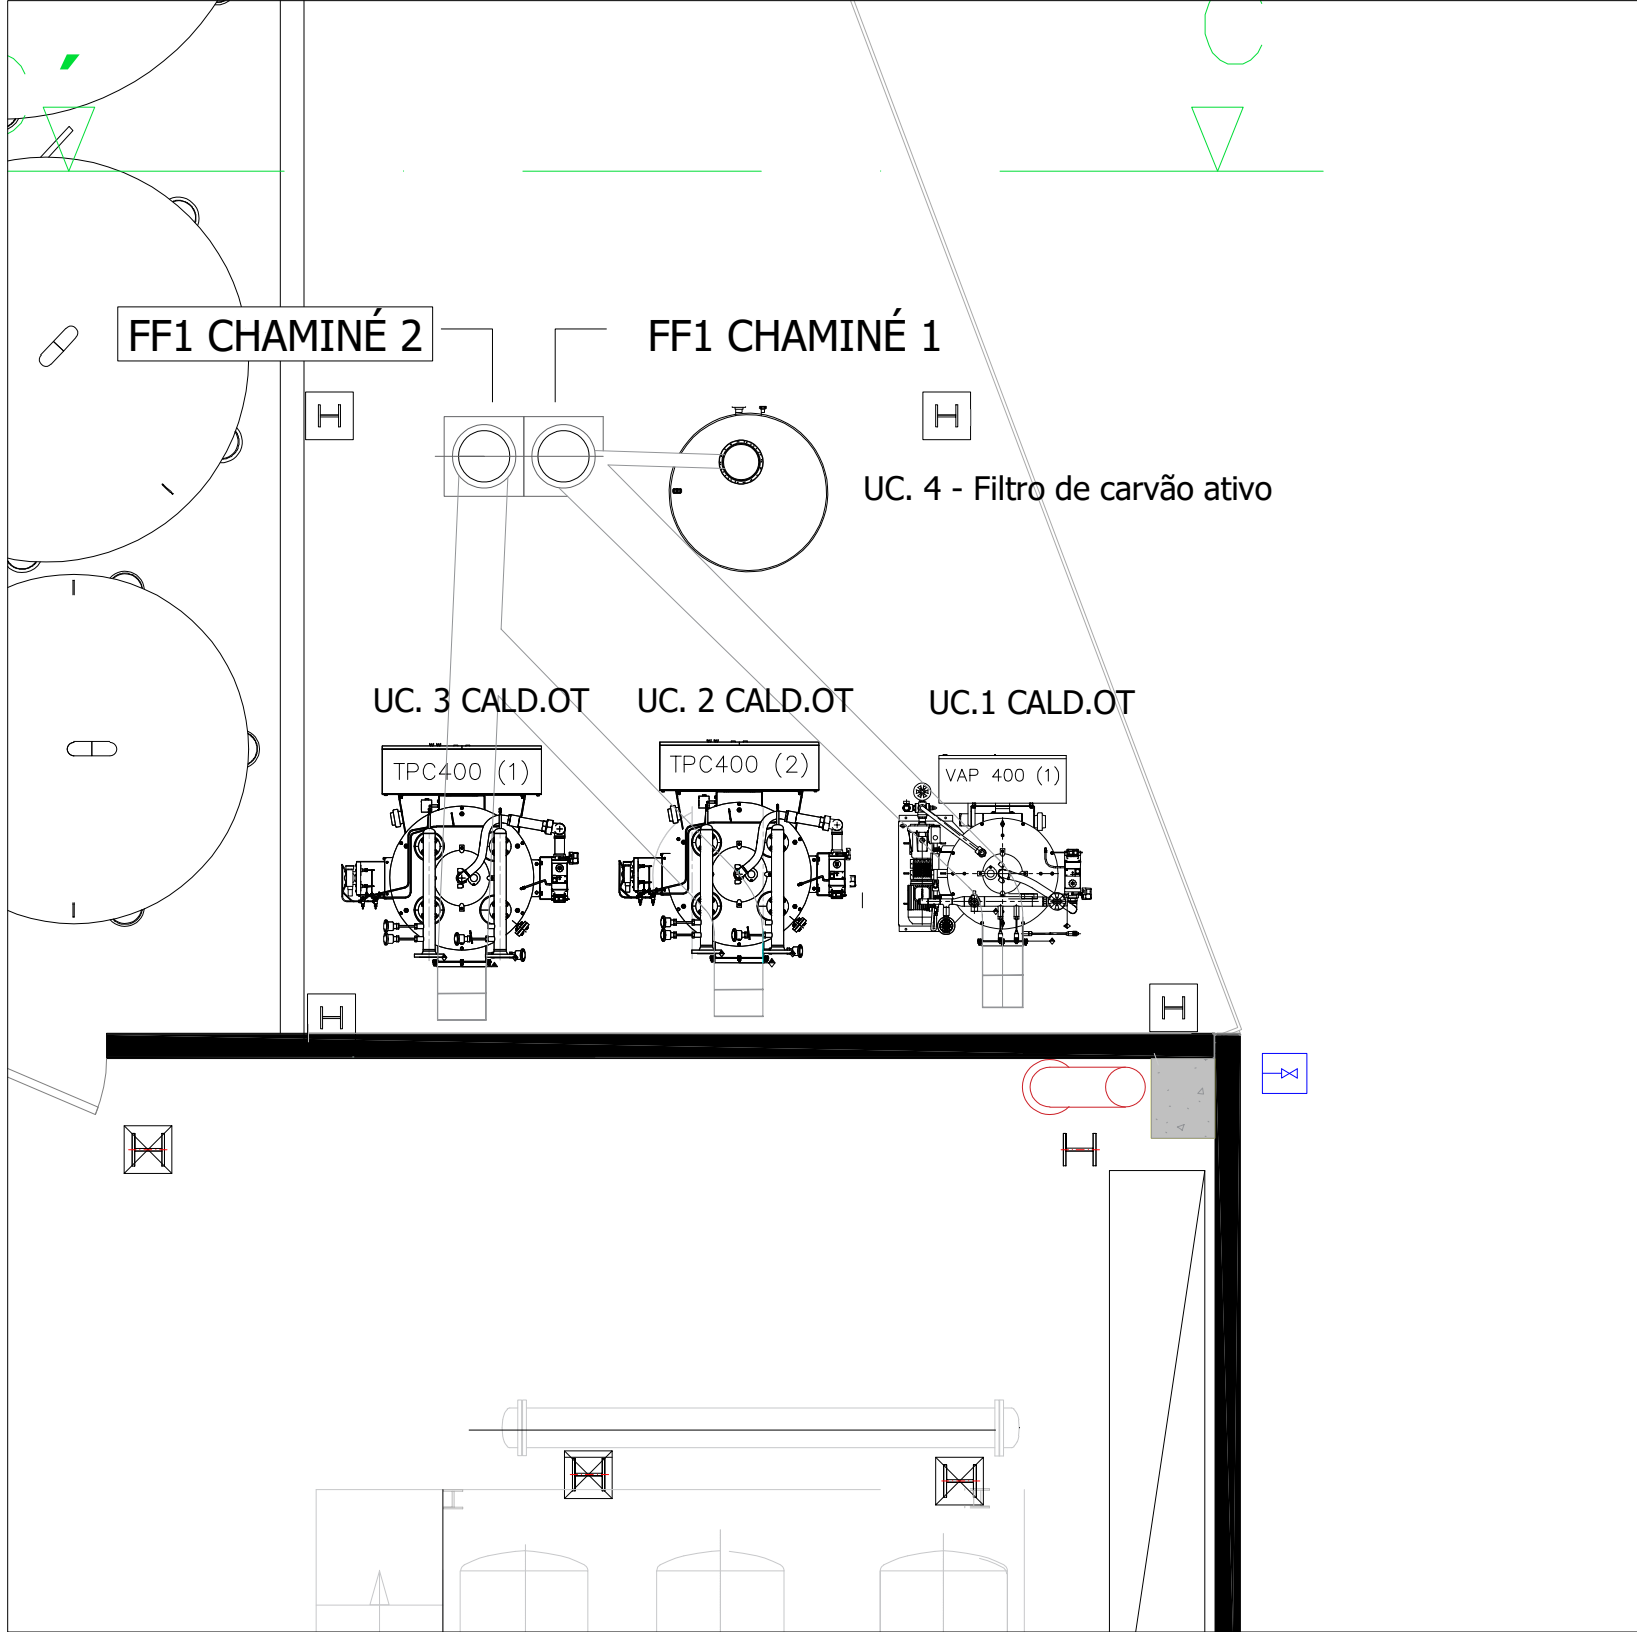 FF1 CHAMINÉ 2
FF1 CHAMINÉ 1
UC. 4 - Filtro de carvão ativo
UC. 3 CALD.OT
UC. 2 CALD.OT
UC.1 CALD.OT
TPC400 (1)
TPC400 (2)
VAP 400 (1)